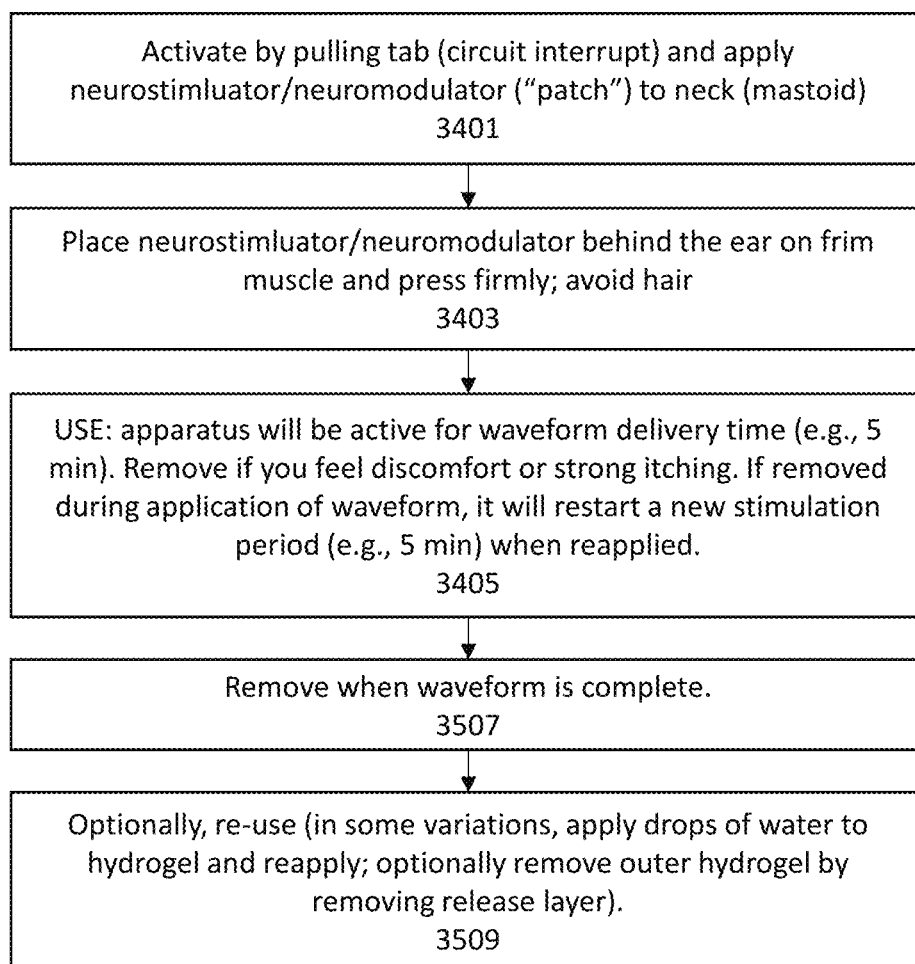 Activate by pulling tab (circuit interrupt) and apply
neurostimluator/neuromodulator (“patch”) to neck (mastoid)
3401
Place neurostimluator/neuromodulator behind the ear on frim
muscle and press firmly; avoid hair
3403
USE: apparatus will be active for waveform delivery time (e.g., 5
min). Remove if you feel discomfort or strong itching. If removed
during application of waveform, it will restart a new stimulation
period (e.g., 5 min) when reapplied.
3405
Remove when waveform is complete.
3507
Optionally, re-use (in some variations, apply drops of water to
hydrogel and reapply; optionally remove outer hydrogel by
removing release layer).
3509